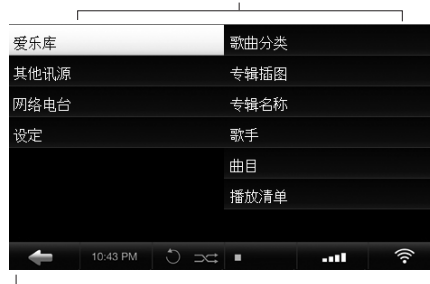 爱乐库
其他讯源
网络电台
设定
歌曲分类
专辑插图
专辑名称
歌手
曲目
播放清单
10:43 PM